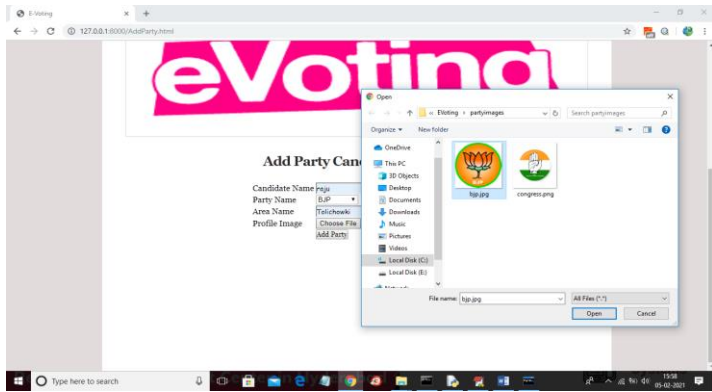 E-Voting
127.0.0.1:8000/AddParty.html
eVoting
Open
« EVoting › partyimages
Search partyimages
Organize
New folder
OneDrive
This PC
3D Objects
Desktop
Documents
Downloads
Music
Pictures
Videos
Local Disk (C:)
Local Disk (E:)
bjp.jpg
congress.png
File name: bjp.jpg
All Files (*.*)
Open
Cancel
Add Party Can
Candidate Name raju
Party Name BJP
Area Name Tolichowki
Profile Image Choose File
Add Party
Type here to search
15:58
05-02-2021